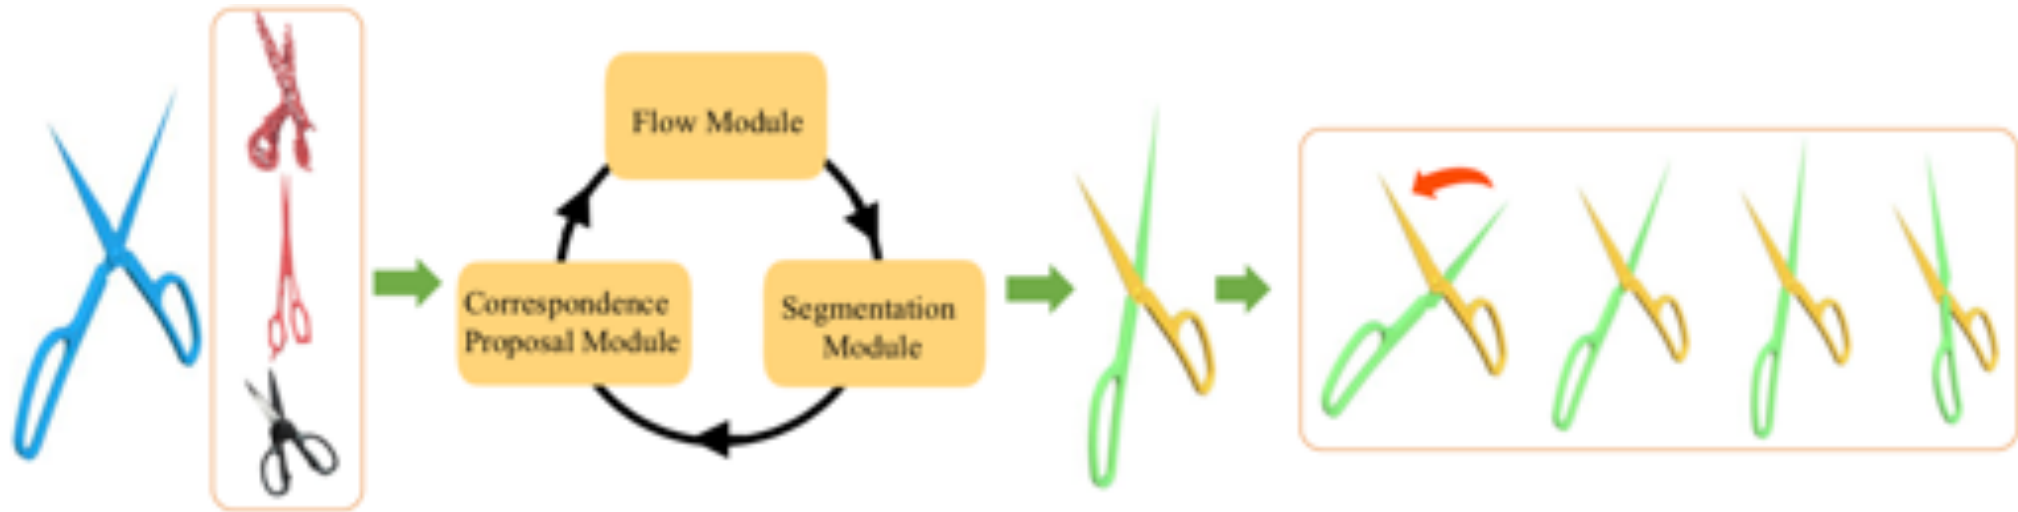 Flow Module
Correspondence
Proposal Module
Segmentation
Module